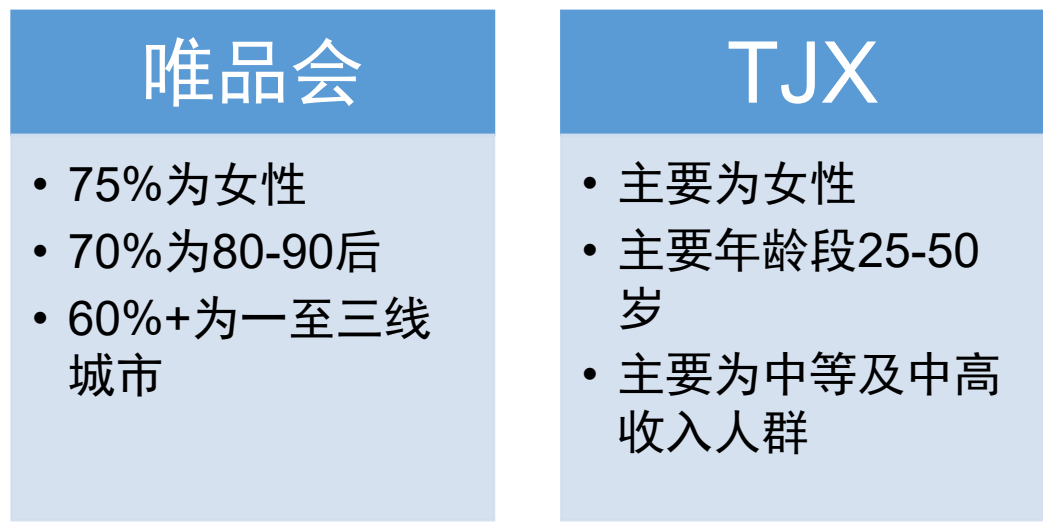 唯品会
• 75%为女性
• 70%为80-90后
• 60%+为一至三线
城市
TJX
• 主要为女性
• 主要年龄段25-50
岁
• 主要为中等及中高
收入人群